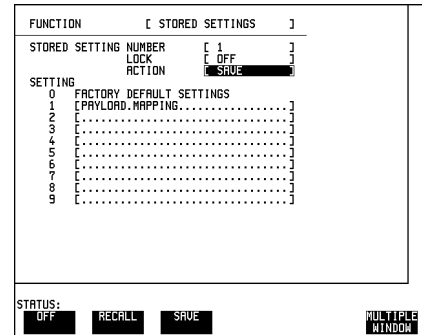 FUNCTION [ STORED SETTINGS ]
STORED SETTING NUMBER [ 1 ]
LOCK [ OFF ]
ACTION [ SAVE ]
SETTING
0 FACTORY DEFAULT SETTINGS
1 [PAYLOAD.MAPPING................]
2 [...............................]
3 [...............................]
4 [...............................]
5 [...............................]
6 [...............................]
7 [...............................]
8 [...............................]
9 [...............................]
STATUS:
OFF RECALL SAVE MULTIPLE
WINDOW